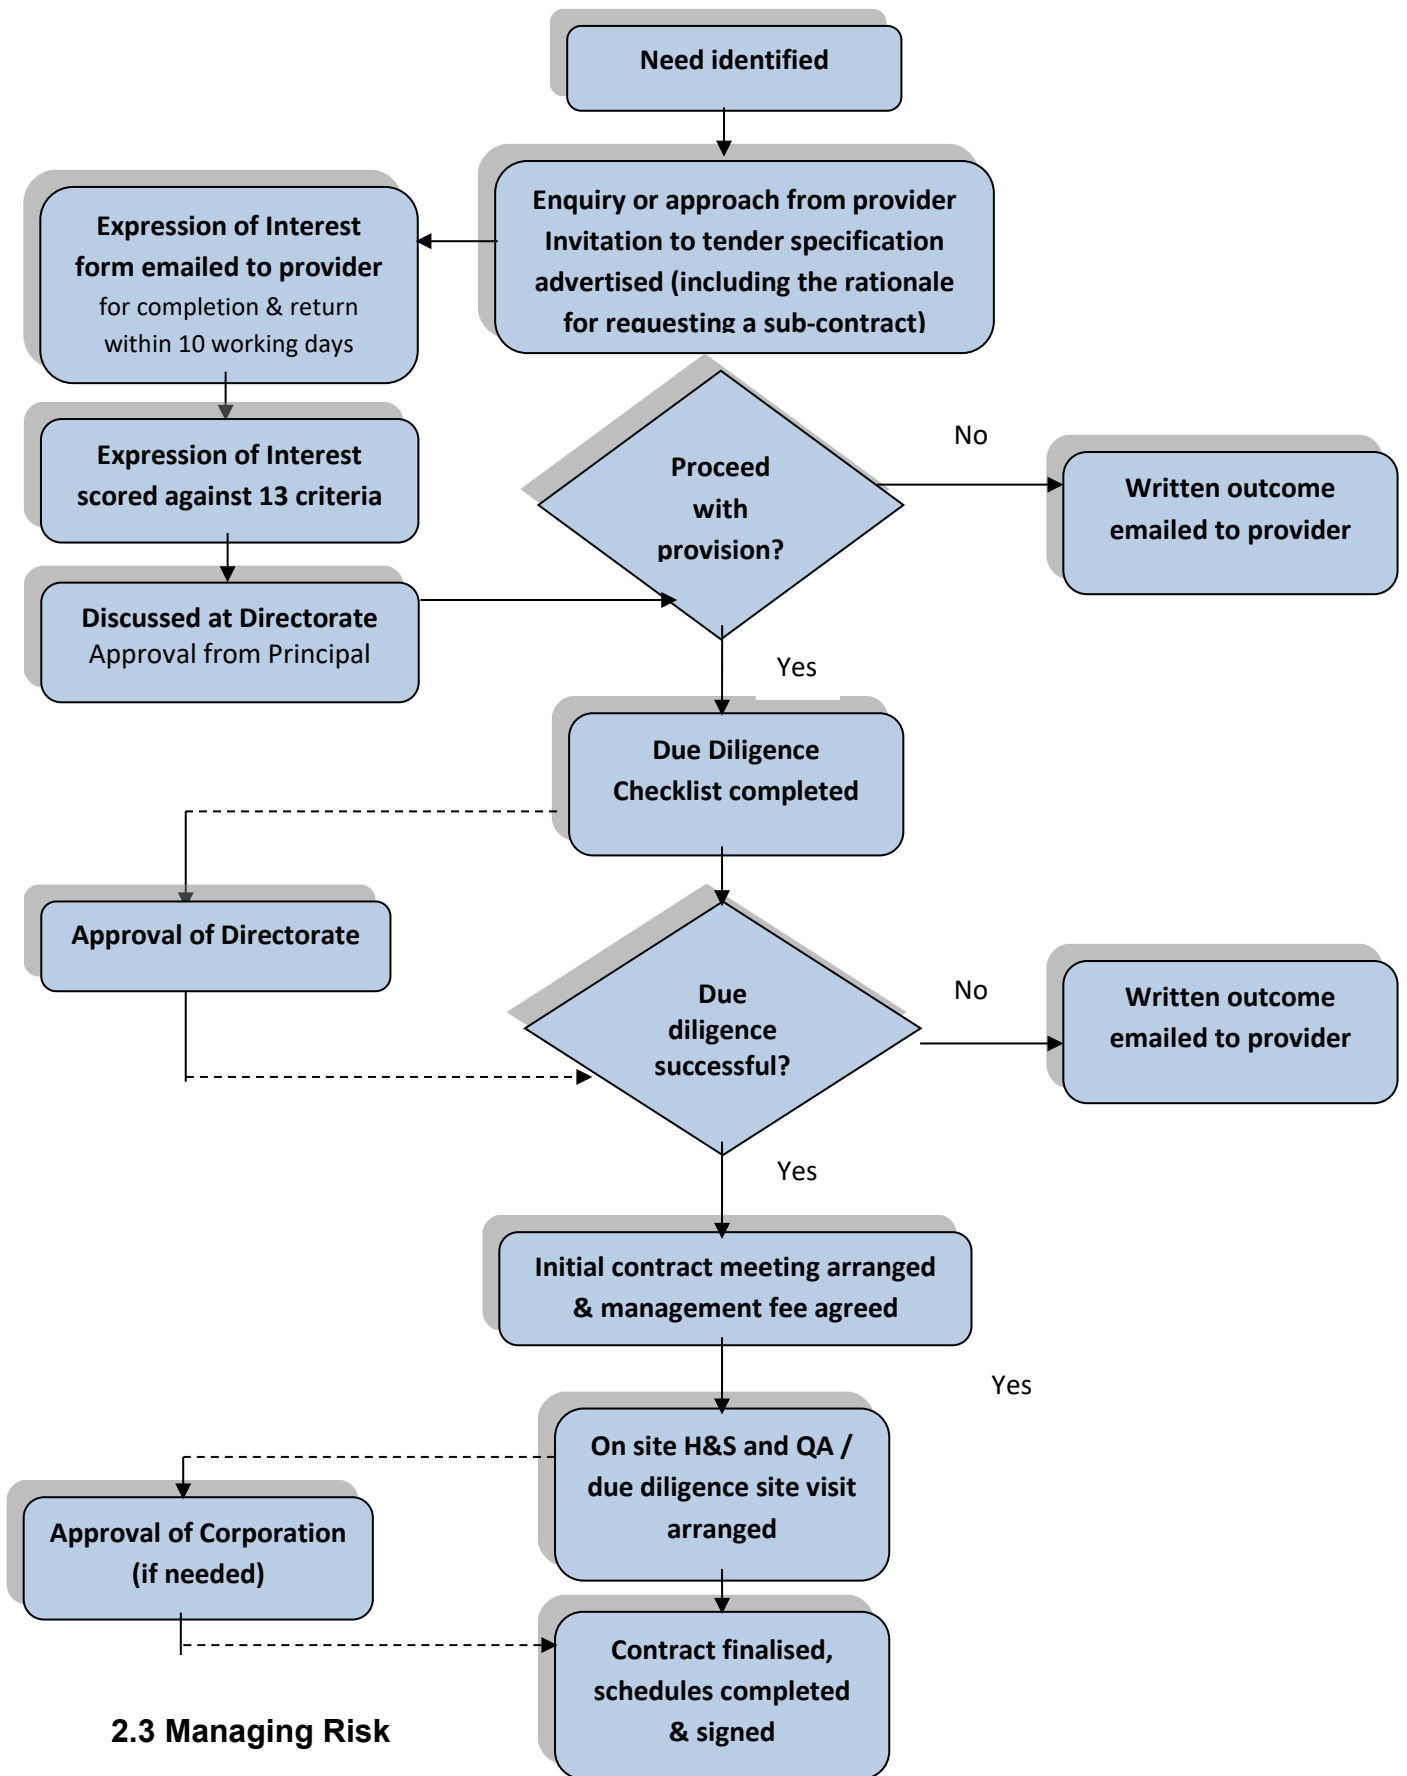 Need identified
Enquiry or approach from provider
Invitation to tender specification
advertised (including the rationale
for requesting a sub-contract)
Expression of Interest
form emailed to provider
for completion & return
within 10 working days
Expression of Interest
scored against 13 criteria
Discussed at Directorate
Approval from Principal
Proceed
with
provision?
No
Written outcome
emailed to provider
Yes
Due Diligence
Checklist completed
Approval of Directorate
Due
diligence
successful?
No
Written outcome
emailed to provider
Yes
Initial contract meeting arranged
& management fee agreed
Yes
On site H&S and QA /
due diligence site visit
arranged
Approval of Corporation
(if needed)
Contract finalised,
schedules completed
& signed
2.3 Managing Risk